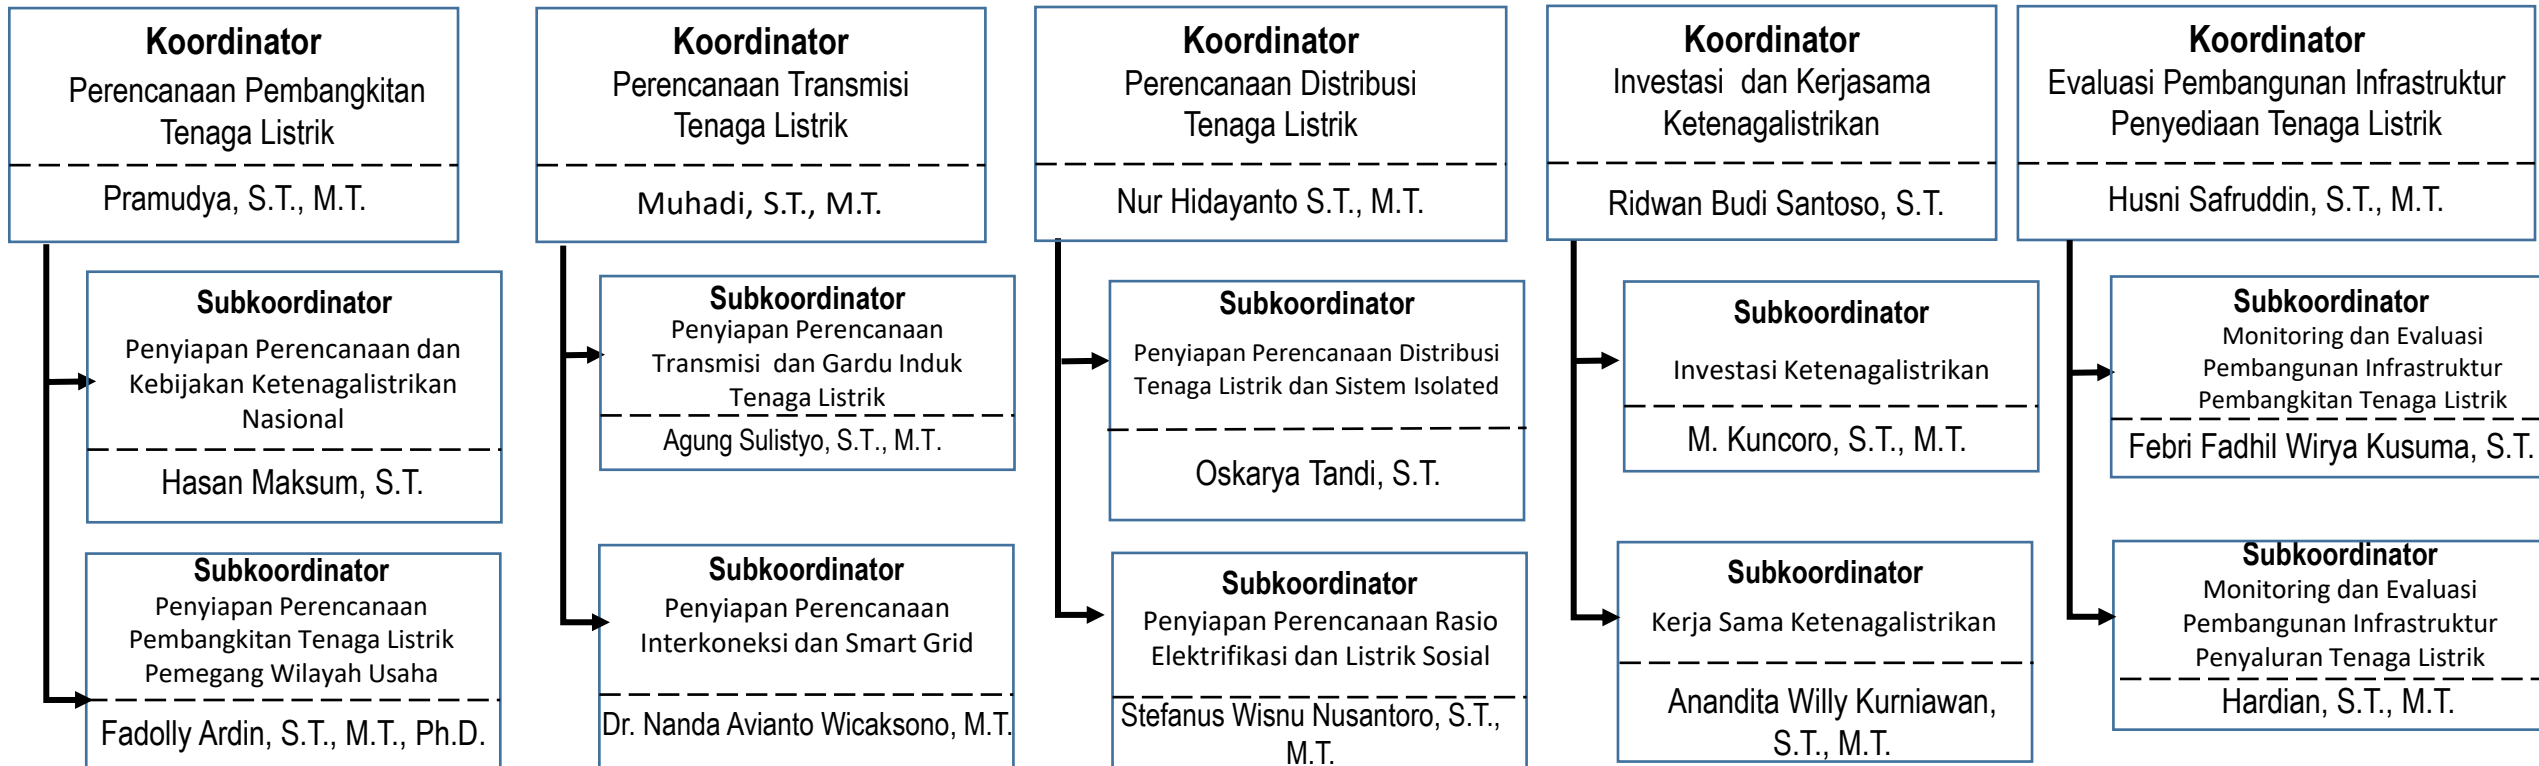 Koordinator
Perencanaan Pembangkitan
Tenaga Listrik
Pramudya, S.T., M.T.
Subkoordinator
Penyiapan Perencanaan dan
Kebijakan Ketenagalistrikan
Nasional
Hasan Maksum, S.T.
Subkoordinator
Penyiapan Perencanaan
Pembangkitan Tenaga Listrik
Pemegang Wilayah Usaha
Fadolly Ardin, S.T., M.T., Ph.D.
Koordinator
Perencanaan Transmisi
Tenaga Listrik
Muhadi, S.T., M.T.
Subkoordinator
Penyiapan Perencanaan
Transmisi dan Gardu Induk
Tenaga Listrik
Agung Sulistyo, S.T., M.T.
Subkoordinator
Penyiapan Perencanaan
Interkoneksi dan Smart Grid
Dr. Nanda Avianto Wicaksono, M.T.
Koordinator
Perencanaan Distribusi
Tenaga Listrik
Nur Hidayanto S.T., M.T.
Subkoordinator
Penyiapan Perencanaan Distribusi
Tenaga Listrik dan Sistem Isolated
Oskarya Tandi, S.T.
Subkoordinator
Penyiapan Perencanaan Rasio
Elektrifikasi dan Listrik Sosial
Stefanus Wisnu Nusantoro, S.T.,
M.T.
Koordinator
Investasi dan Kerjasama
Ketenagalistrikan
Ridwan Budi Santoso, S.T.
Subkoordinator
Investasi Ketenagalistrikan
M. Kuncoro, S.T., M.T.
Subkoordinator
Kerja Sama Ketenagalistrikan
Anandita Willy Kurniawan,
S.T., M.T.
Koordinator
Evaluasi Pembangunan Infrastruktur
Penyediaan Tenaga Listrik
Husni Safruddin, S.T., M.T.
Subkoordinator
Monitoring dan Evaluasi
Pembangunan Infrastruktur
Pembangkitan Tenaga Listrik
Febri Fadhil Wirya Kusuma, S.T.
Subkoordinator
Monitoring dan Evaluasi
Pembangunan Infrastruktur
Penyaluran Tenaga Listrik
Hardian, S.T., M.T.